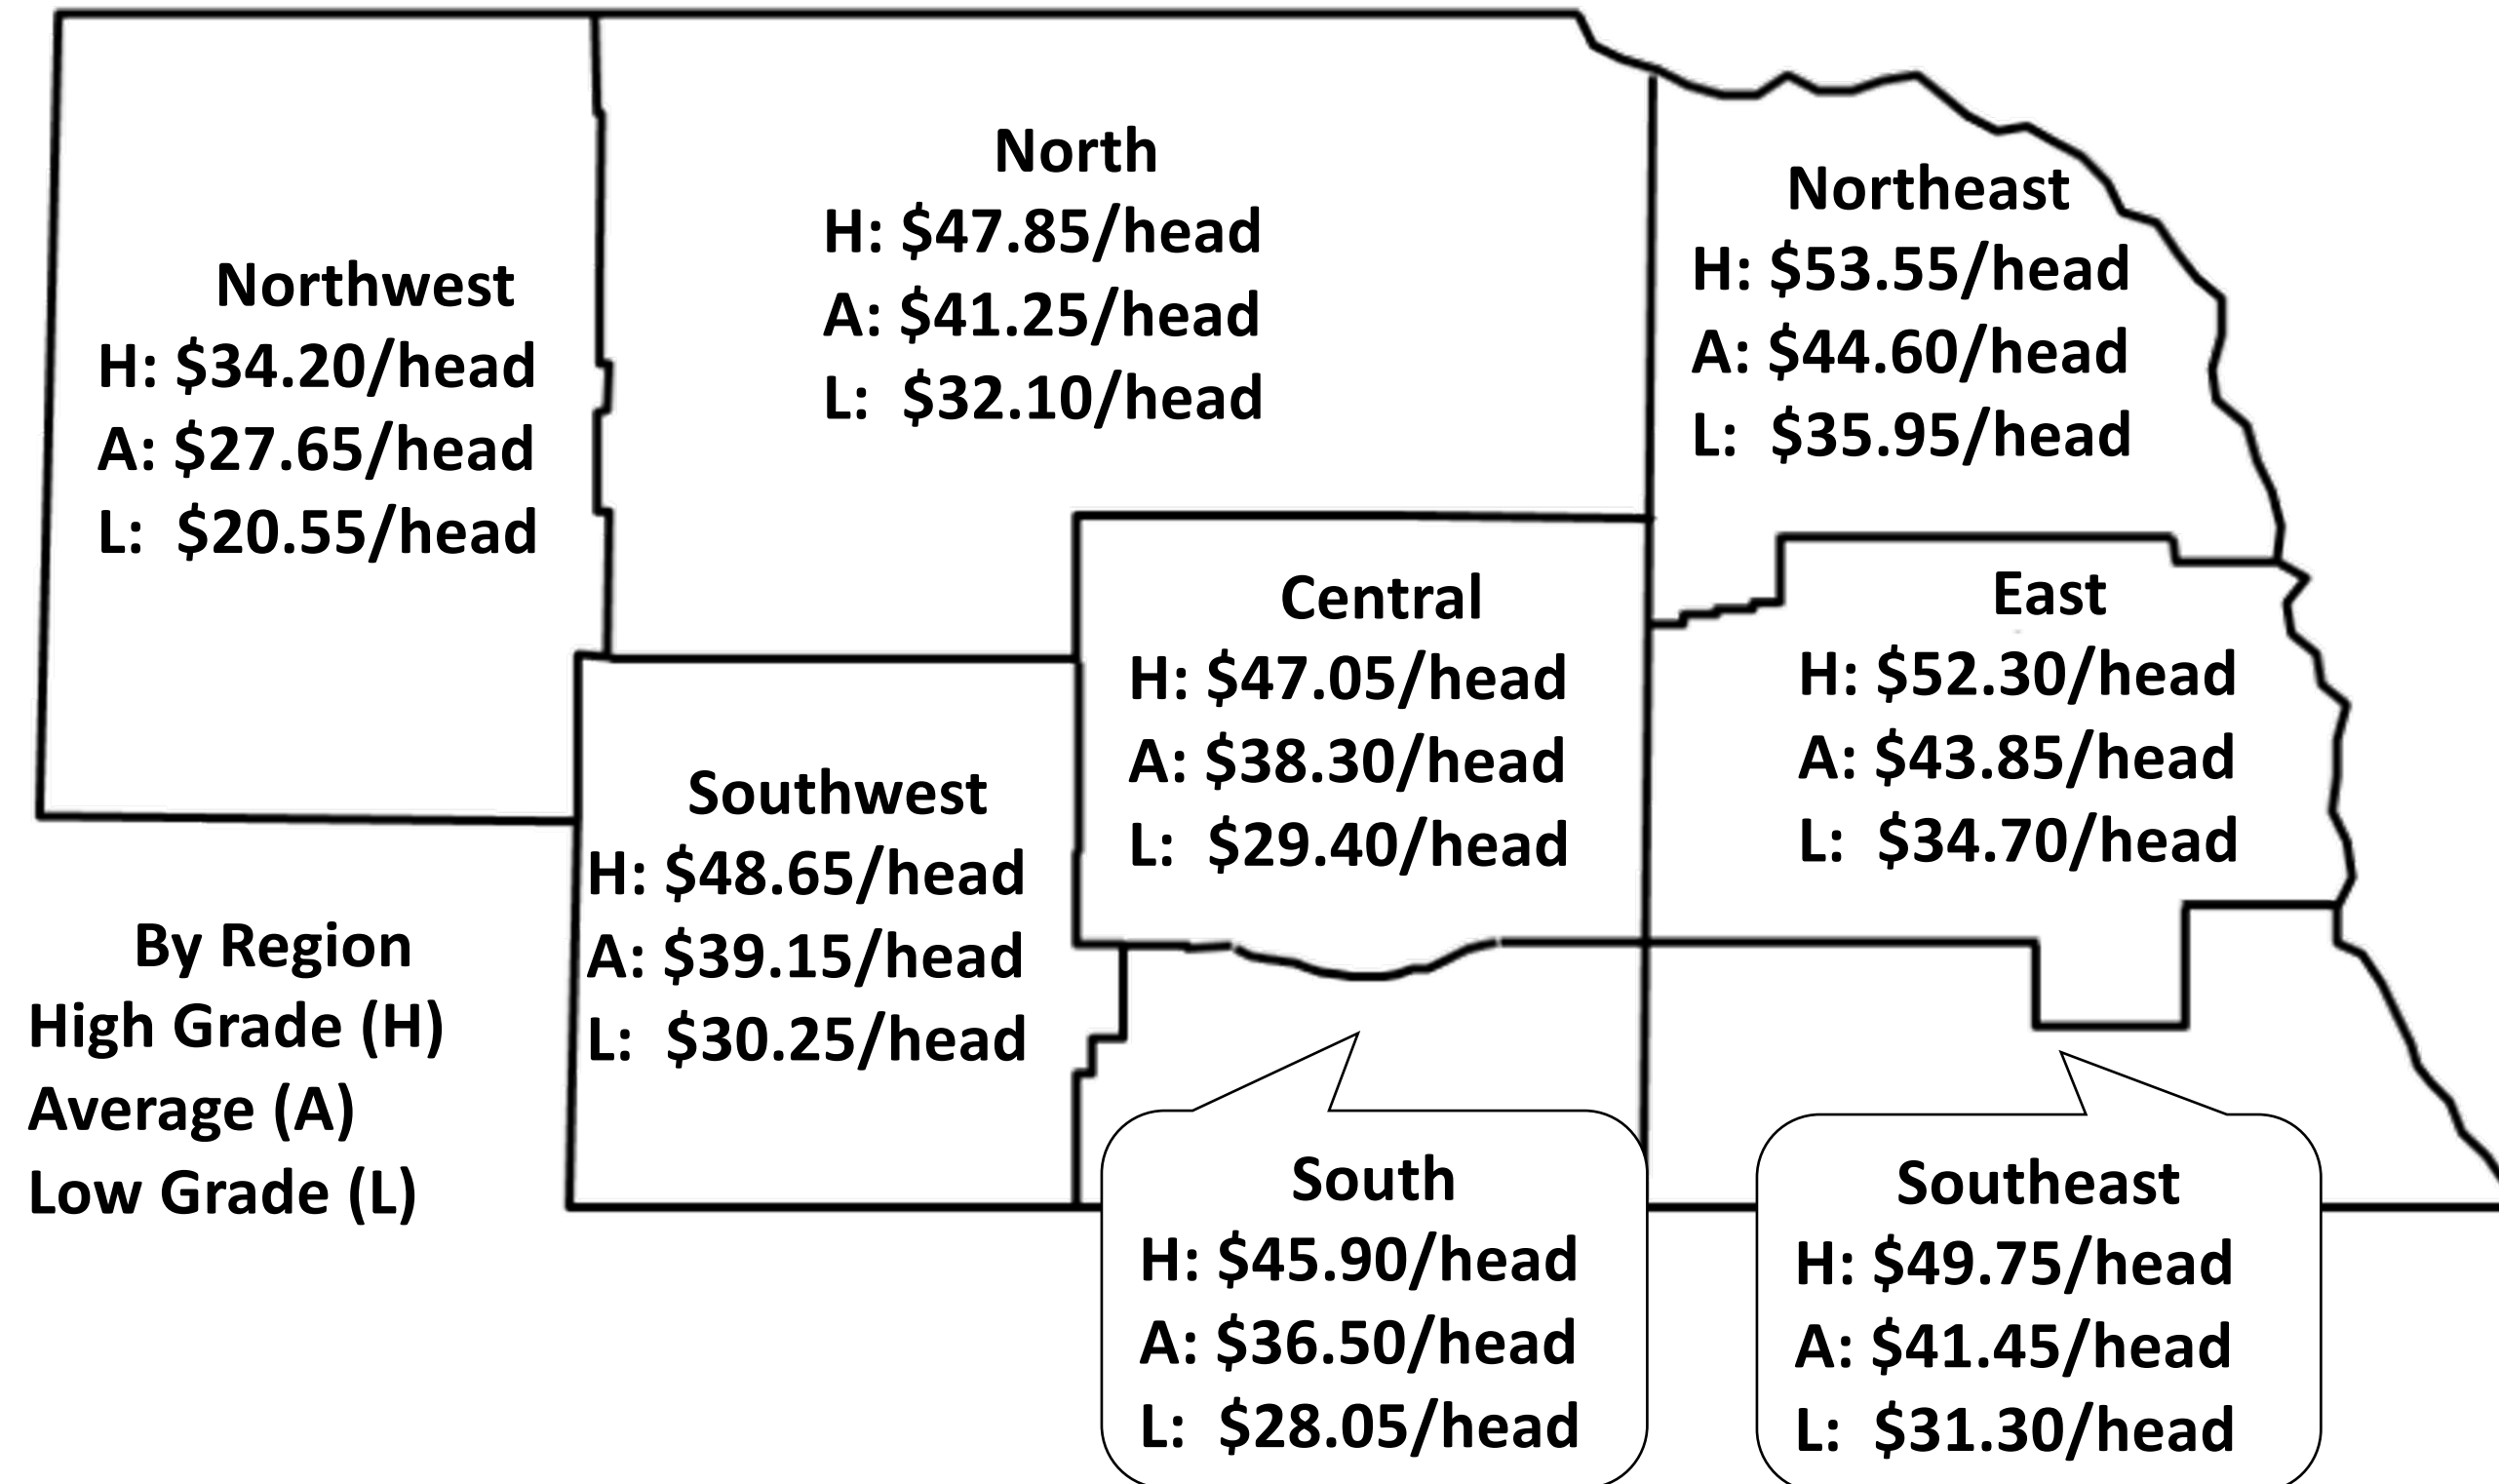 North
H: $47.85/head
A: $41.25/head
L: $32.10/head
Northeast
H: $53.55/head
A: $44.60/head
L: $35.95/head
Northwest
H: $34.20/head
A: $27.65/head
L: $20.55/head
Central
H: $47.05/head
A: $38.30/head
L: $29.40/head
East
H: $52.30/head
A: $43.85/head
L: $34.70/head
Southwest
H: $48.65/head
A: $39.15/head
L: $30.25/head
By Region
High Grade (H)
Average (A)
Low Grade (L)
South
H: $45.90/head
A: $36.50/head
L: $28.05/head
Southeast
H: $49.75/head
A: $41.45/head
L: $31.30/head